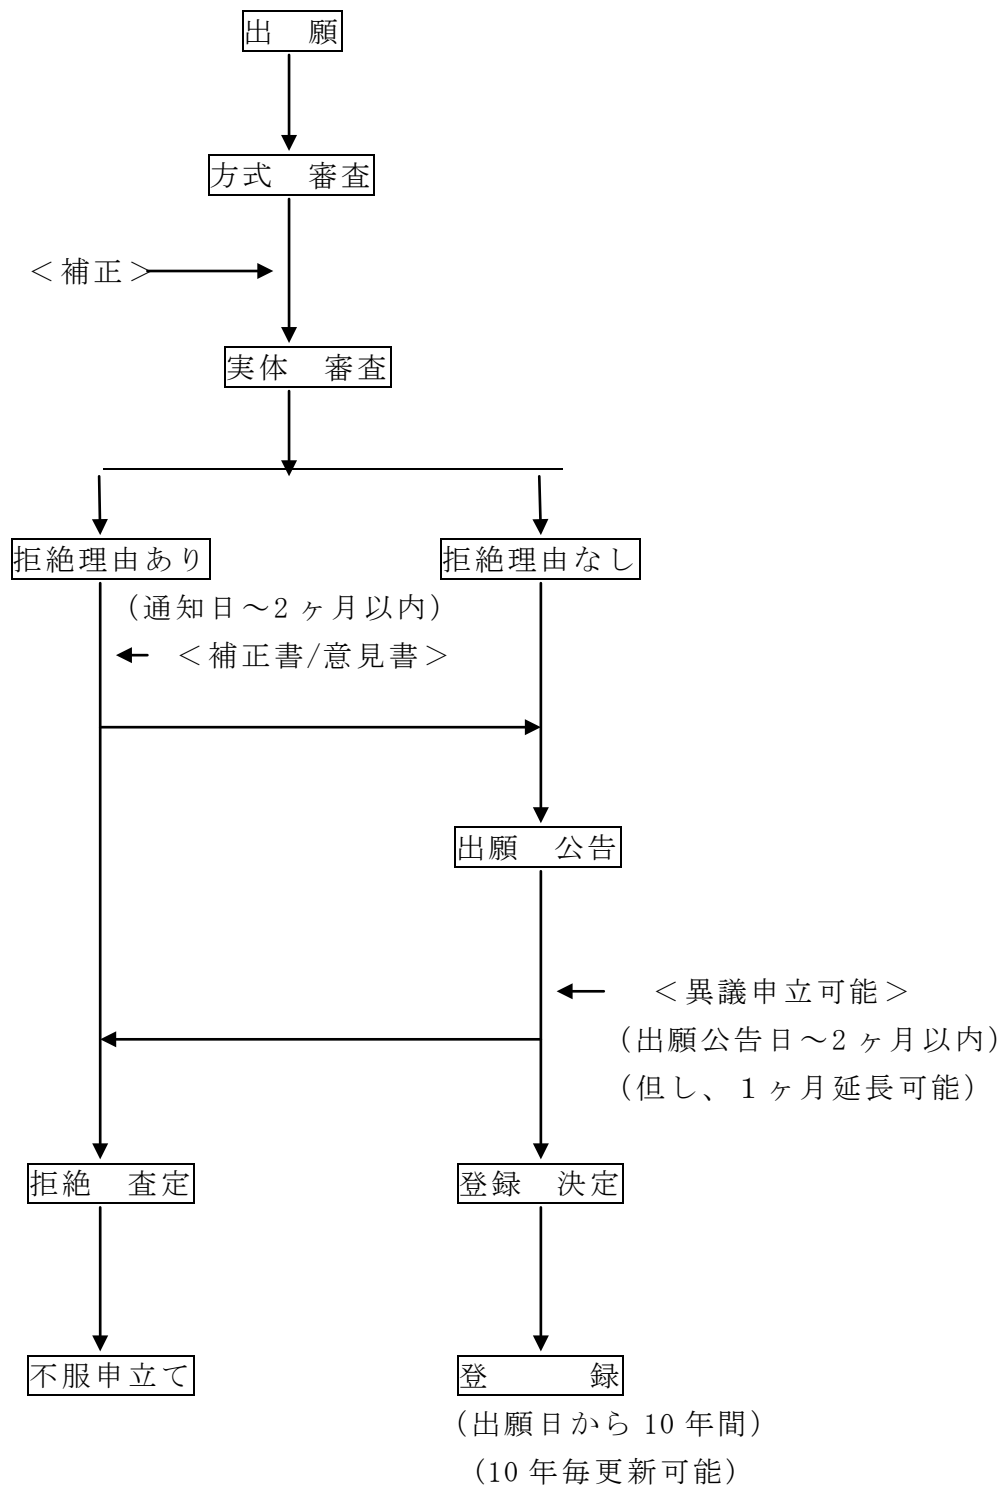 出　願
方式　審査
＜補正＞
実体　審査
拒絶理由あり
拒絶理由なし
(通知日～2ヶ月以内)
＜補正書/意見書＞
出願　公告
＜異議申立可能＞
(出願公告日～2ヶ月以内)
(但し、１ヶ月延長可能)
拒絶　査定
登録　決定
不服申立て
登　　　録
(出願日から10年間)
(10年毎更新可能)